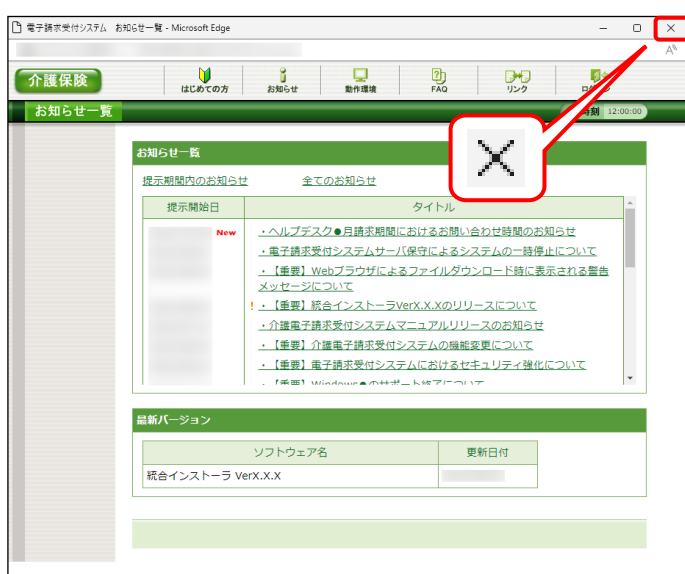 電子請求受付システム お知らせ一覧 - Microsoft Edge
介護保険
はじめての方
お知らせ
動作環境
FAQ
リンク
お知らせ一覧
12:00:00
お知らせ一覧
提示期間内のお知らせ
全てのお知らせ
提示開始日
タイトル
New
・ヘルプデスク●月請求期間におけるお問い合わせ時間のお知らせ
・電子請求受付システムサーバ保守によるシステムの一時停止について
・【重要】Webブラウザによるファイルダウンロード時に表示される警告
メッセージについて
! ・【重要】統合インストーラVerX.X.Xのリリースについて
・介護電子請求受付システムマニュアルリリースのお知らせ
・【重要】介護電子請求受付システムの機能変更について
・【重要】電子請求受付システムにおけるセキュリティ強化について
・【重要】Windows●のサポート終了について
最新バージョン
ソフトウェア名
更新日付
統合インストーラ VerX.X.X